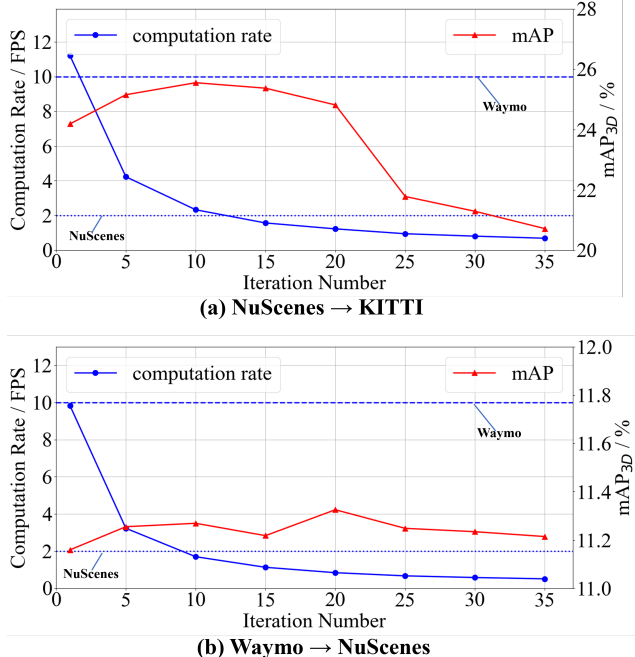 28
computation rate
mAP
12
26
10
Waymo
8
24
6
4
22
2
NuScenes
0
20
0
5
10
15
20
25
30
35
Computation Rate / FPS
mAP3D / %
Iteration Number
(a) NuScenes → KITTI
12.0
computation rate
mAP
12
11.8
10
Waymo
8
11.6
6
11.4
4
11.2
2
NuScenes
0
11.0
0
5
10
15
20
25
30
35
Computation Rate / FPS
mAP3D / %
Iteration Number
(b) Waymo → NuScenes